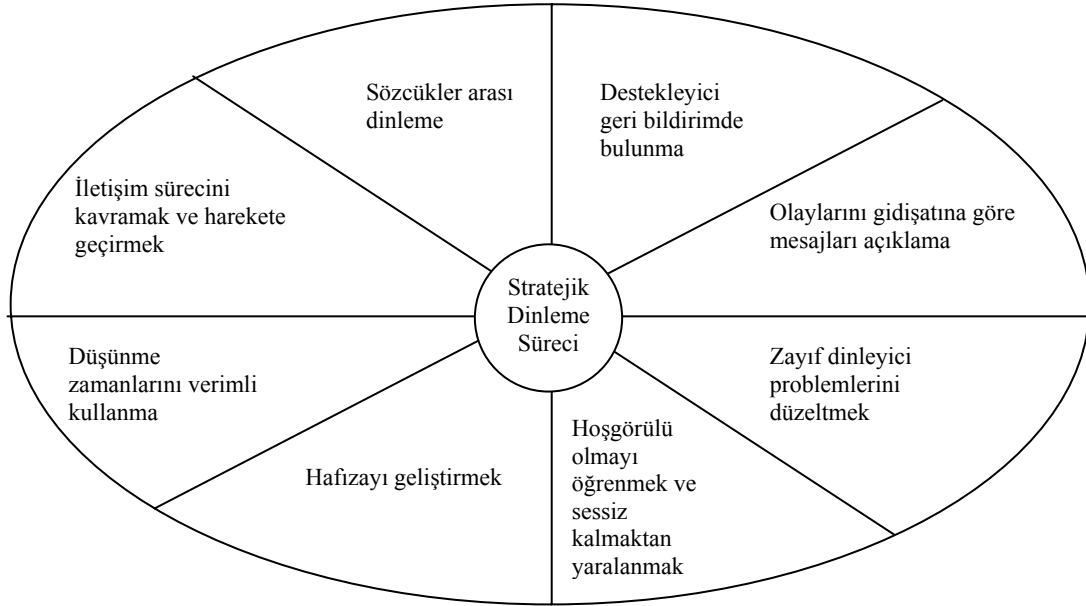 Sözcükler arası
dinleme
Destekleyici
geri bildirimde
bulunma
İletişim sürecini
kavramak ve harekete
geçirmek
Olaylarını gidişatına göre
mesajları açıklama
Stratejik
Dinleme
Süreci
Düşünme
zamanlarını verimli
kullanma
Zayıf dinleyici
problemlerini
düzeltmek
Hafızayı geliştirmek
Hoşgörülü
olmayı
öğrenmek ve
sessiz
kalmaktan
yaralanmak